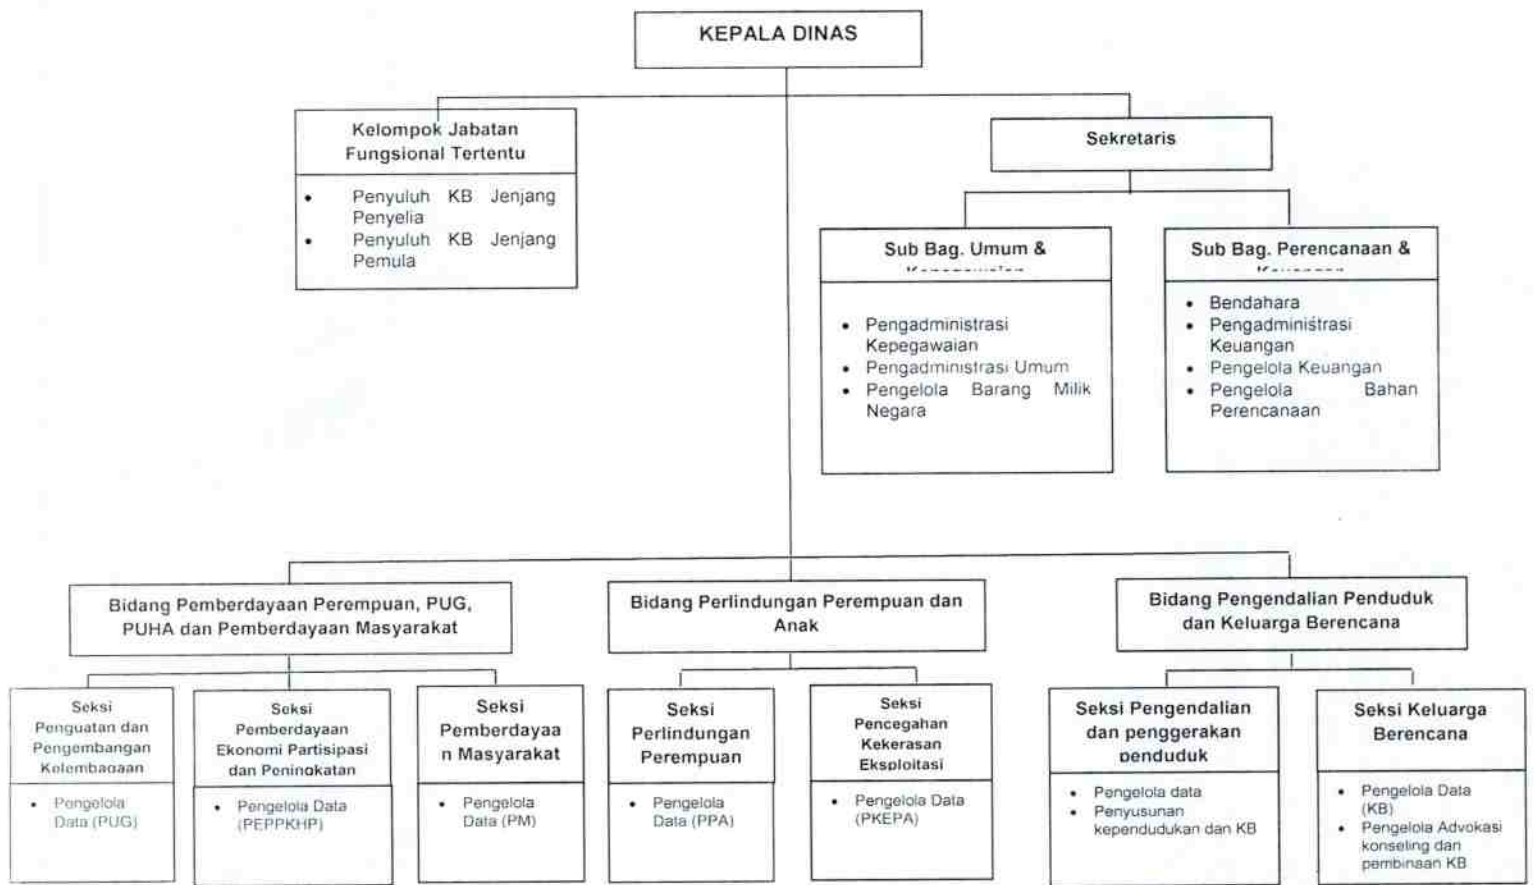 KEPALA DINAS
Kelompok Jabatan
Fungsional Tertentu
• Penyuluh KB Jenjang
Penyelia
• Penyuluh KB Jenjang
Pemula
Sekretaris
Sub Bag. Umum &
• Pengadministrasi
Kepegawaian
• Pengadministrasi Umum
• Pengelola Barang Milik
Negara
Sub Bag. Perencanaan &
• Bendahara
• Pengadministrasi
Keuangan
• Pengelola Keuangan
• Pengelola Bahan
Perencanaan
Bidang Pemberdayaan Perempuan, PUG,
PUHA dan Pemberdayaan Masyarakat
Bidang Perlindungan Perempuan dan
Anak
Bidang Pengendalian Penduduk
dan Keluarga Berencana
Seksi
Penguatan dan
Pengembangan
Kelembagaan
• Pengelola
Data (PUG)
Seksi
Pemberdayaan
Ekonomi Partisipasi
dan Peningkatan
• Pengelola Data
(PEPPKHP)
Seksi
Pemberdayaa
n Masyarakat
• Pengelola
Data (PM)
Seksi
Perlindungan
Perempuan
• Pengelola
Data (PPA)
Seksi
Pencegahan
Kekerasan
Eksploitasi
• Pengelola Data
(PKEPA)
Seksi Pengendalian
dan penggerakan
penduduk
• Pengelola data
• Penyusunan
kependudukan dan KB
Seksi Keluarga
Berencana
• Pengelola Data
(KB)
• Pengelola Advokasi
konseling dan
pembinaan KB